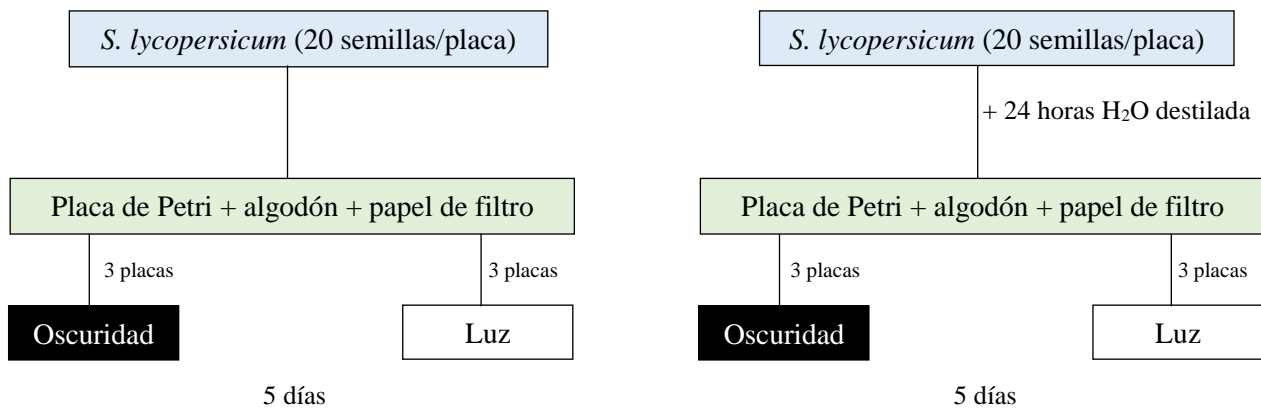 S. lycopersicum (20 semillas/placa)
Placa de Petri + algodón + papel de filtro
3 placas
3 placas
Oscuridad
Luz
5 días
S. lycopersicum (20 semillas/placa)
+ 24 horas H₂O destilada
Placa de Petri + algodón + papel de filtro
3 placas
3 placas
Oscuridad
Luz
5 días